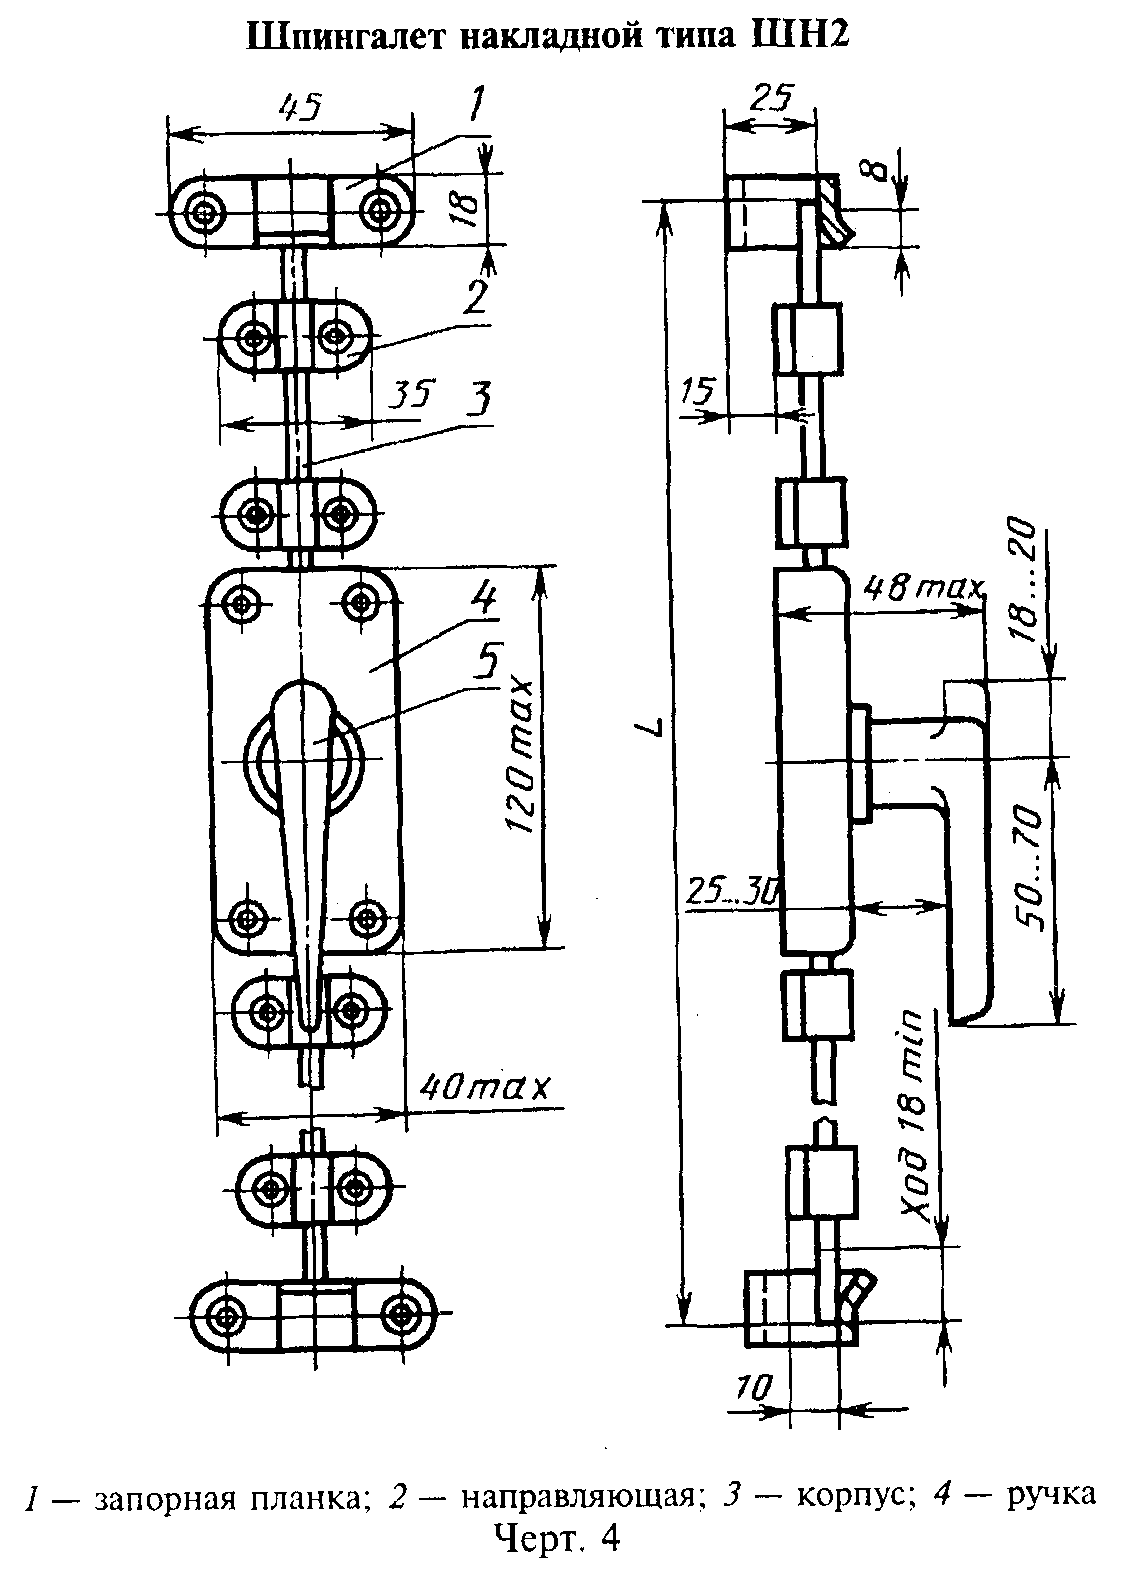 Шпингалет накладной типа ШН2
45
1
25
8
18
2
15
35
3
48 max
18...20
4
5
120 max
L
25...30
50...70
40 max
Ход 18 min
10
1 — запорная планка; 2 — направляющая; 3 — корпус; 4 — ручка
Черт. 4